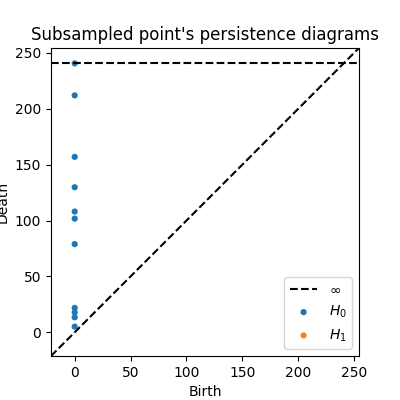 Subsampled point's persistence diagrams
250
200
150
100
50
0
Death
0 50 100 150 200 250
Birth
∞
H₀
H₁